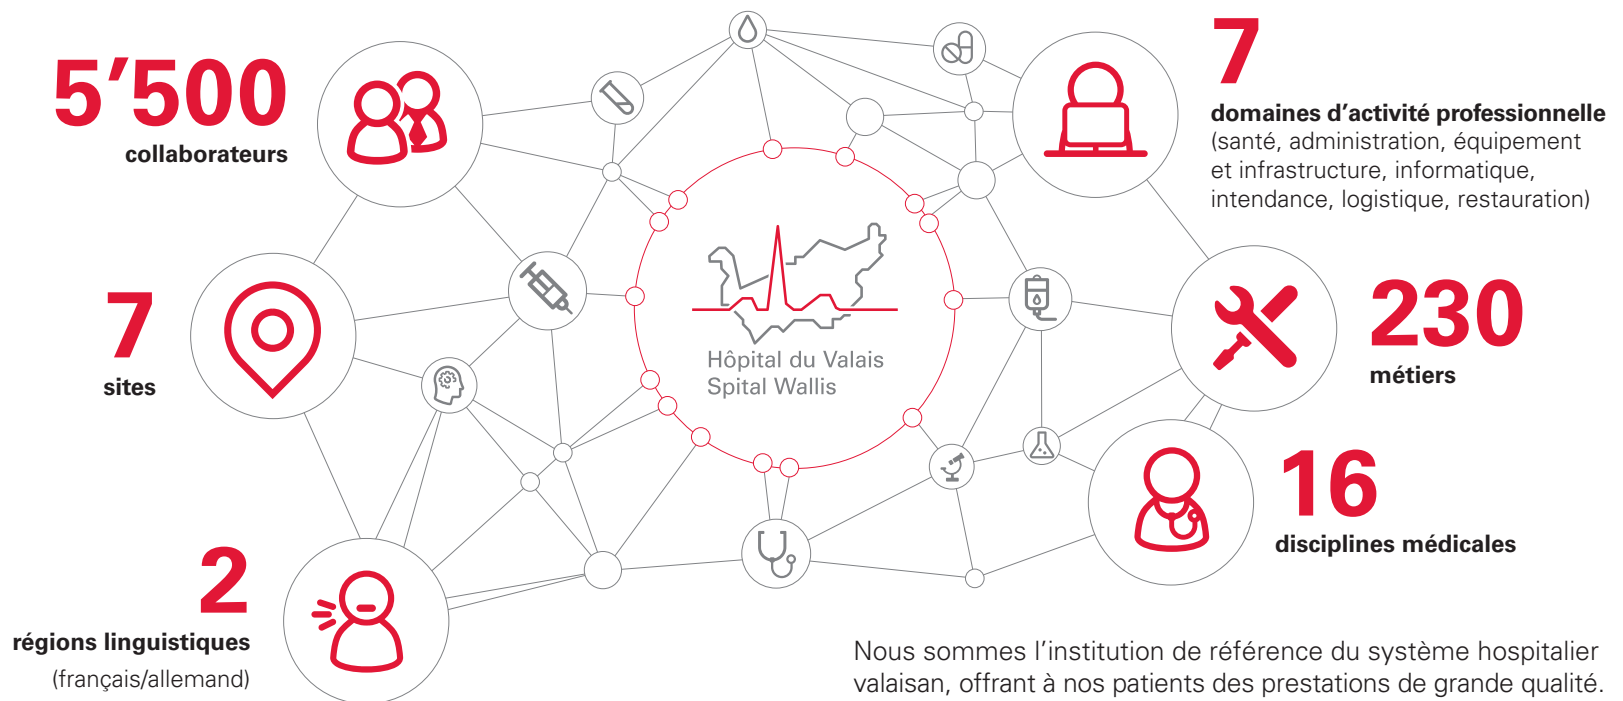 5’500
collaborateurs
7
domaines d’activité professionnelle
(santé, administration, équipement
et infrastructure, informatique,
intendance, logistique, restauration)
7
sites
Hôpital du Valais
Spital Wallis
230
métiers
16
disciplines médicales
2
régions linguistiques
(français/allemand)
Nous sommes l’institution de référence du système hospitalier
valaisan, offrant à nos patients des prestations de grande qualité.